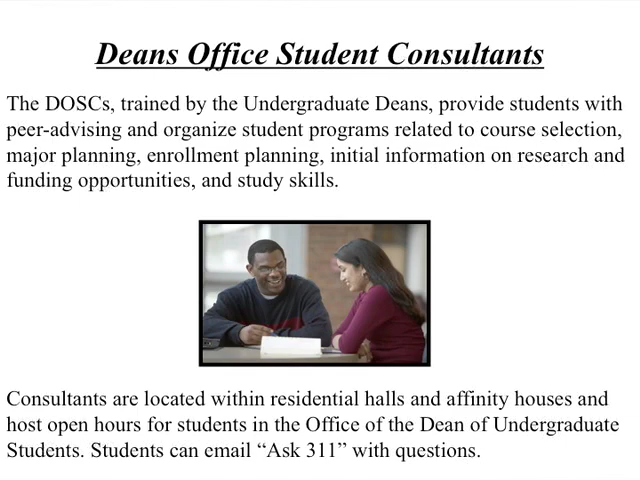 Deans Office Student Consultants
The DOSCs, trained by the Undergraduate Deans, provide students with
peer-advising and organize student programs related to course selection,
major planning, enrollment planning, initial information on research and
funding opportunities, and study skills.
Consultants are located within residential halls and affinity houses and
host open hours for students in the Office of the Dean of Undergraduate
Students. Students can email “Ask 311” with questions.